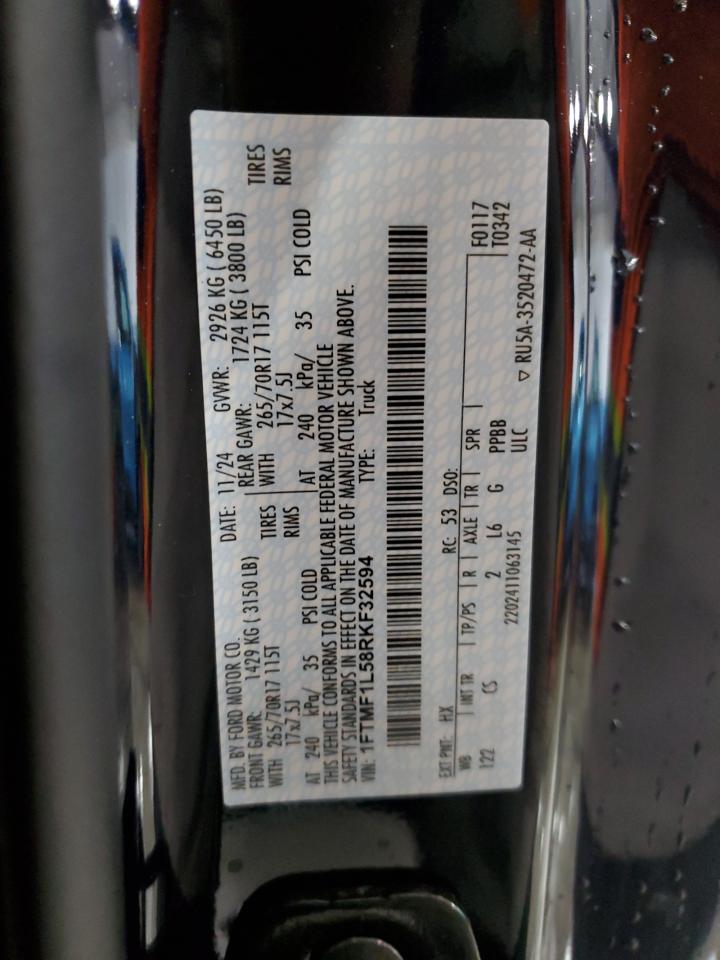 MFD. BY FORD MOTOR CO. DATE: 11/24 GVWR: 2926 KG ( 6450 LB)
FRONT GAWR: 1429 KG ( 3150 LB) REAR GAWR: 1724 KG ( 3800 LB)
WITH 265/70R17 115T TIRES WITH 265/70R17 115T TIRES
17x7.5J RIMS 17x7.5J RIMS
AT 240 kPa/ 35 PSI COLD AT 240 kPa/ 35 PSI COLD
THIS VEHICLE CONFORMS TO ALL APPLICABLE FEDERAL MOTOR VEHICLE
SAFETY STANDARDS IN EFFECT ON THE DATE OF MANUFACTURE SHOWN ABOVE.
VIN: 1FTMF1L58RKF32594 TYPE: Truck
EXT PNT: HX RC: 53 DSO:
WB INT TR TP/PS R AXLE TR SPR F0117
122 CS 2 L6 G PPBB T0342
2202411063145 ULC ▽ RU5A-3520472-AA